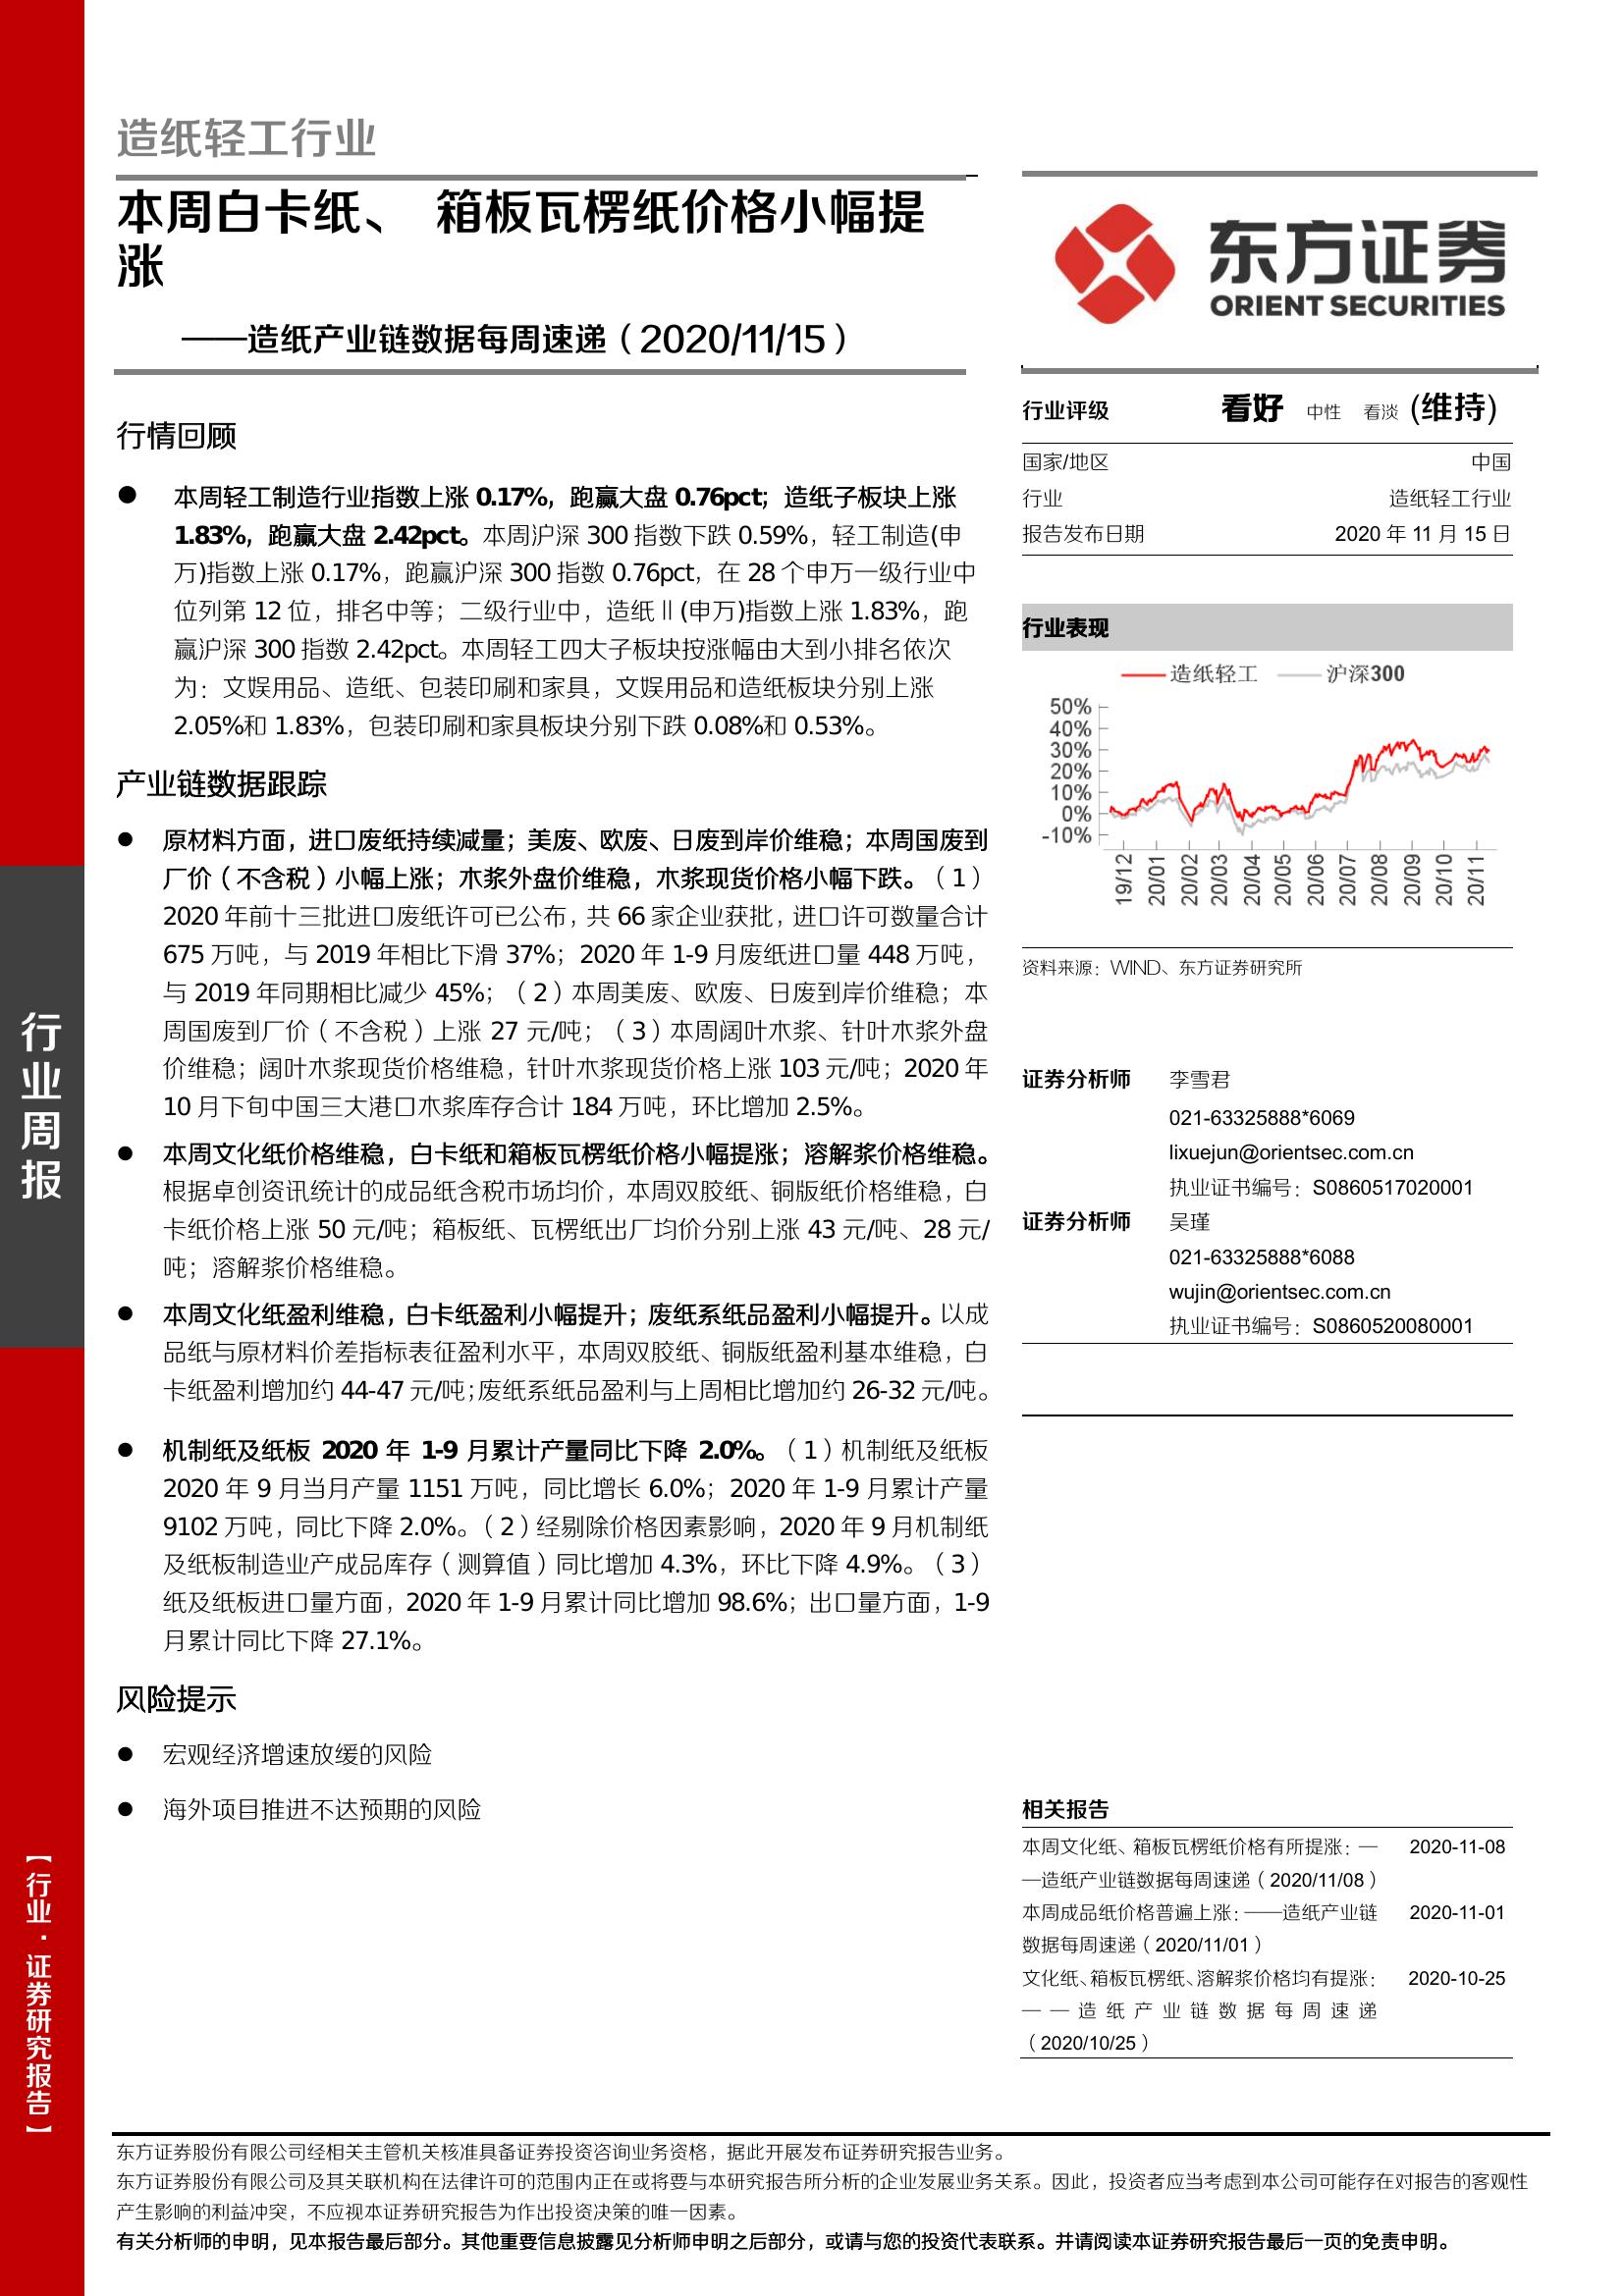 造纸轻工行业
本周白卡纸、 箱板瓦楞纸价格小幅提
涨
——造纸产业链数据每周速递（2020/11/15）
行情回顾
● 本周轻工制造行业指数上涨 0.17%，跑赢大盘 0.76pct；造纸子板块上涨
1.83%，跑赢大盘 2.42pct。本周沪深 300 指数下跌 0.59%，轻工制造(申
万)指数上涨 0.17%，跑赢沪深 300 指数 0.76pct，在 28 个申万一级行业中
位列第 12 位，排名中等；二级行业中，造纸Ⅱ(申万)指数上涨 1.83%，跑
赢沪深 300 指数 2.42pct。本周轻工四大子板块按涨幅由大到小排名依次
为：文娱用品、造纸、包装印刷和家具，文娱用品和造纸板块分别上涨
2.05%和 1.83%，包装印刷和家具板块分别下跌 0.08%和 0.53%。
产业链数据跟踪
● 原材料方面，进口废纸持续减量；美废、欧废、日废到岸价维稳；本周国废到
厂价（不含税）小幅上涨；木浆外盘价维稳，木浆现货价格小幅下跌。（1）
2020 年前十三批进口废纸许可已公布，共 66 家企业获批，进口许可数量合计
675 万吨，与 2019 年相比下滑 37%；2020 年 1-9 月废纸进口量 448 万吨，
与 2019 年同期相比减少 45%；（2）本周美废、欧废、日废到岸价维稳；本
周国废到厂价（不含税）上涨 27 元/吨；（3）本周阔叶木浆、针叶木浆外盘
价维稳；阔叶木浆现货价格维稳，针叶木浆现货价格上涨 103 元/吨；2020 年
10 月下旬中国三大港口木浆库存合计 184 万吨，环比增加 2.5%。
● 本周文化纸价格维稳，白卡纸和箱板瓦楞纸价格小幅提涨；溶解浆价格维稳。
根据卓创资讯统计的成品纸含税市场均价，本周双胶纸、铜版纸价格维稳，白
卡纸价格上涨 50 元/吨；箱板纸、瓦楞纸出厂均价分别上涨 43 元/吨、28 元/
吨；溶解浆价格维稳。
● 本周文化纸盈利维稳，白卡纸盈利小幅提升；废纸系纸品盈利小幅提升。以成
品纸与原材料价差指标表征盈利水平，本周双胶纸、铜版纸盈利基本维稳，白
卡纸盈利增加约 44-47 元/吨；废纸系纸品盈利与上周相比增加约 26-32 元/吨。
● 机制纸及纸板 2020 年 1-9 月累计产量同比下降 2.0%。（1）机制纸及纸板
2020 年 9 月当月产量 1151 万吨，同比增长 6.0%；2020 年 1-9 月累计产量
9102 万吨，同比下降 2.0%。（2）经剔除价格因素影响，2020 年 9 月机制纸
及纸板制造业产成品库存（测算值）同比增加 4.3%，环比下降 4.9%。（3）
纸及纸板进口量方面，2020 年 1-9 月累计同比增加 98.6%；出口量方面，1-9
月累计同比下降 27.1%。
风险提示
● 宏观经济增速放缓的风险
● 海外项目推进不达预期的风险
东方证券
ORIENT SECURITIES
行业评级 看好 中性 看淡 (维持)
国家/地区 中国
行业 造纸轻工行业
报告发布日期 2020 年 11 月 15 日
行业表现
造纸轻工 沪深300
50%
40%
30%
20%
10%
0%
-10%
19/12 20/01 20/02 20/03 20/04 20/05 20/06 20/07 20/08 20/09 20/10 20/11
资料来源：WIND、东方证券研究所
证券分析师 李雪君
021-63325888*6069
lixuejun@orientsec.com.cn
执业证书编号：S0860517020001
证券分析师 吴瑾
021-63325888*6088
wujin@orientsec.com.cn
执业证书编号：S0860520080001
相关报告
本周文化纸、箱板瓦楞纸价格有所提涨：— 2020-11-08
—造纸产业链数据每周速递（2020/11/08）
本周成品纸价格普遍上涨：——造纸产业链 2020-11-01
数据每周速递（2020/11/01）
文化纸、箱板瓦楞纸、溶解浆价格均有提涨： 2020-10-25
——造纸产业链数据每周速递
（2020/10/25）
行业周报
【行业·证券研究报告】
东方证券股份有限公司经相关主管机关核准具备证券投资咨询业务资格，据此开展发布证券研究报告业务。
东方证券股份有限公司及其关联机构在法律许可的范围内正在或将要与本研究报告所分析的企业发展业务关系。因此，投资者应当考虑到本公司可能存在对报告的客观性
产生影响的利益冲突，不应视本证券研究报告为作出投资决策的唯一因素。
有关分析师的申明，见本报告最后部分。其他重要信息披露见分析师申明之后部分，或请与您的投资代表联系。并请阅读本证券研究报告最后一页的免责申明。